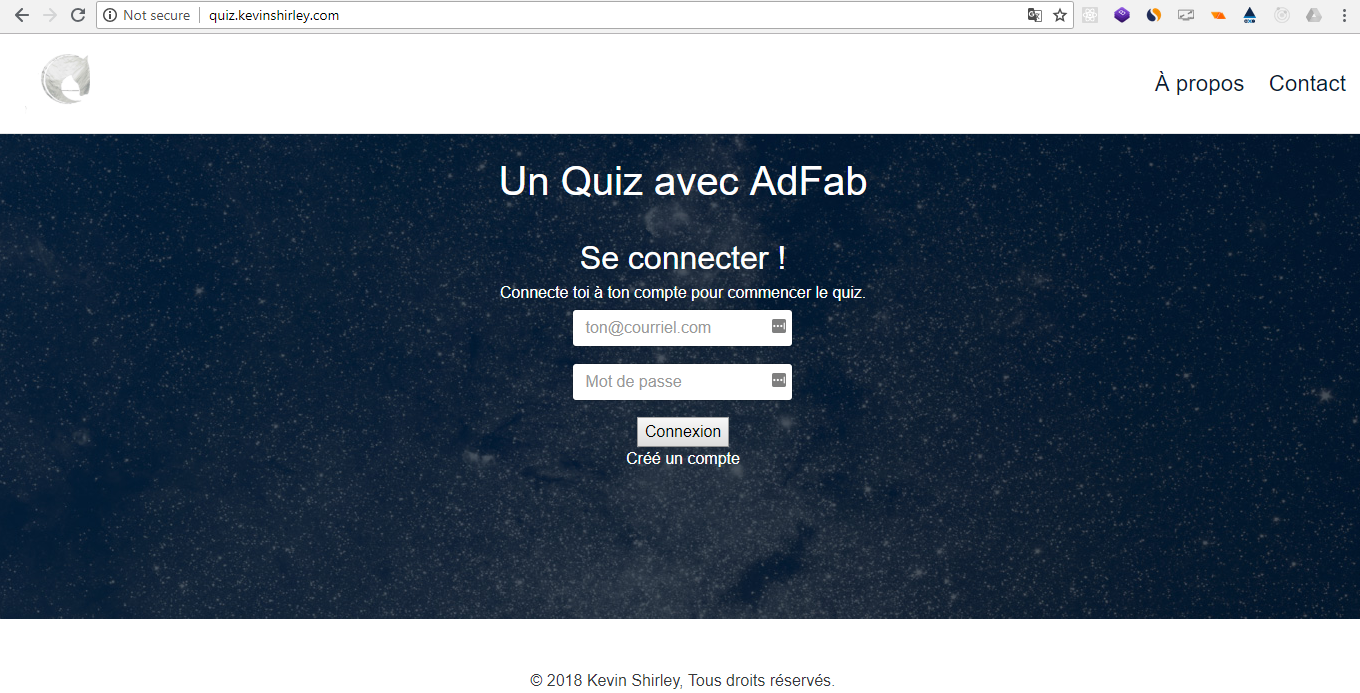 Not secure quiz.kevinshirley.com
À propos Contact
Un Quiz avec AdFab
Se connecter !
Connecte toi à ton compte pour commencer le quiz.
ton@courriel.com
Mot de passe
Connexion
Créé un compte
© 2018 Kevin Shirley, Tous droits réservés.